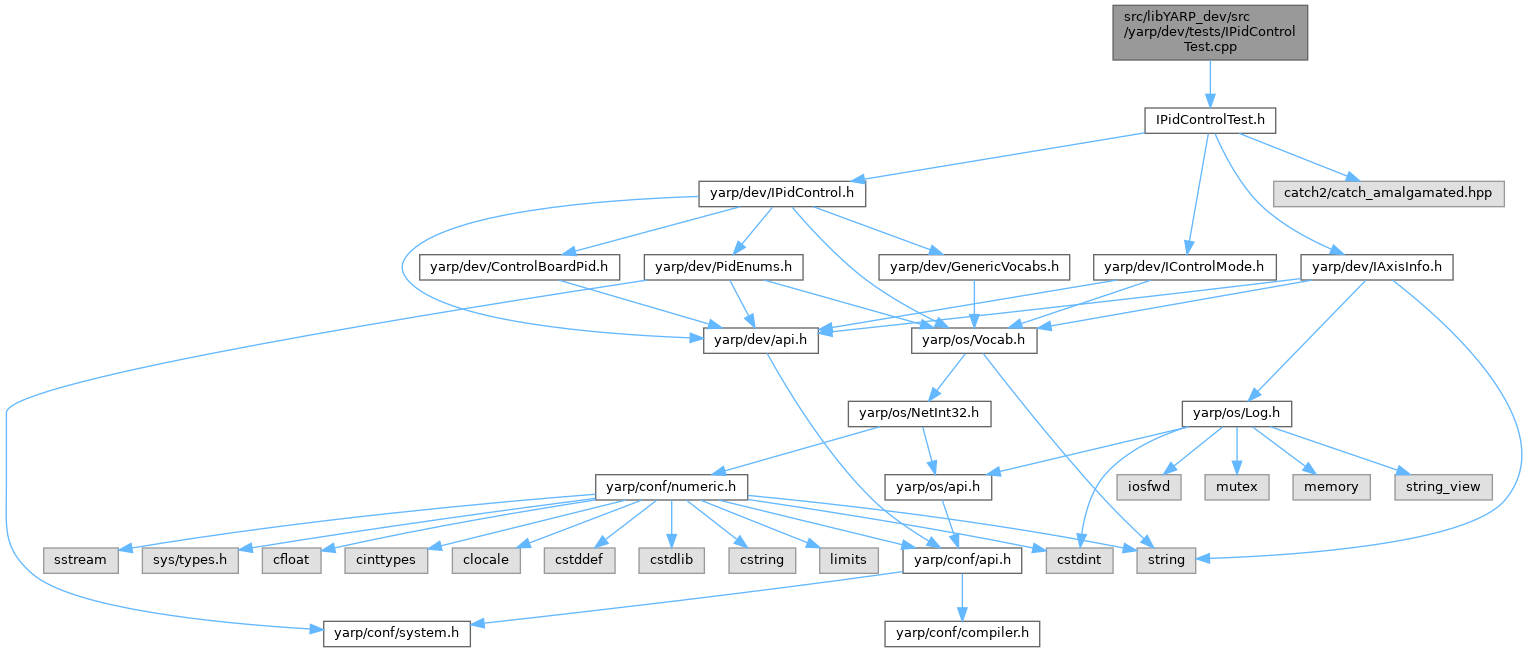 src/libYARP_dev/src
/yarp/dev/tests/IPidControl
Test.cpp
IPidControlTest.h
yarp/dev/IPidControl.h
catch2/catch_amalgamated.hpp
yarp/dev/ControlBoardPid.h
yarp/dev/PidEnums.h
yarp/dev/GenericVocabs.h
yarp/dev/IControlMode.h
yarp/dev/IAxisInfo.h
yarp/dev/api.h
yarp/os/Vocab.h
yarp/os/NetInt32.h
yarp/os/Log.h
yarp/conf/numeric.h
yarp/os/api.h
iosfwd
mutex
memory
string_view
sstream
sys/types.h
cfloat
cinttypes
clocale
cstddef
cstdlib
cstring
limits
yarp/conf/api.h
cstdint
string
yarp/conf/system.h
yarp/conf/compiler.h